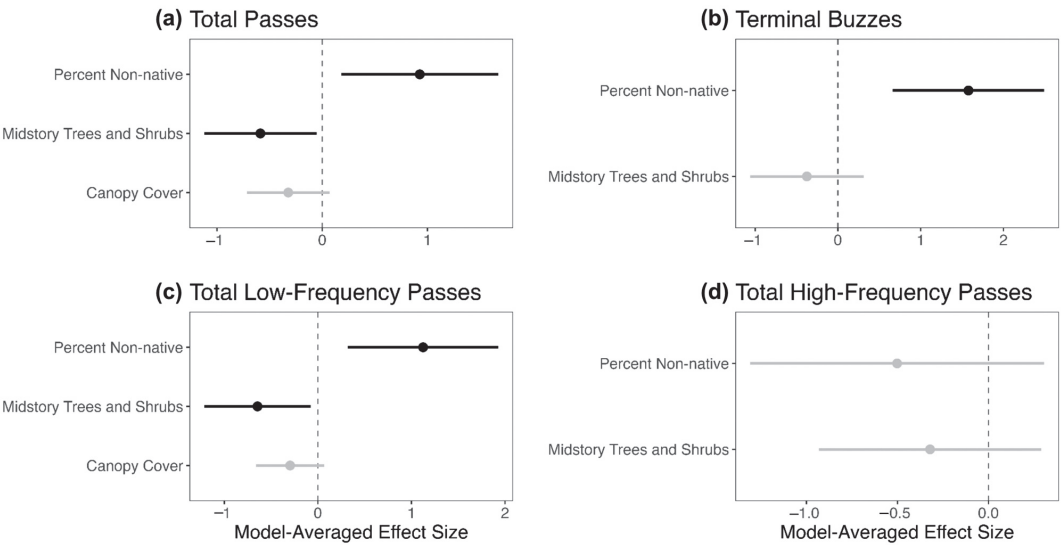 (a) Total Passes
Percent Non-native
Midstory Trees and Shrubs
Canopy Cover
−1 0 1
(b) Terminal Buzzes
Percent Non-native
Midstory Trees and Shrubs
−1 0 1 2
(c) Total Low-Frequency Passes
Percent Non-native
Midstory Trees and Shrubs
Canopy Cover
−1 0 1 2
Model-Averaged Effect Size
(d) Total High-Frequency Passes
Percent Non-native
Midstory Trees and Shrubs
−1.0 −0.5 0.0
Model-Averaged Effect Size